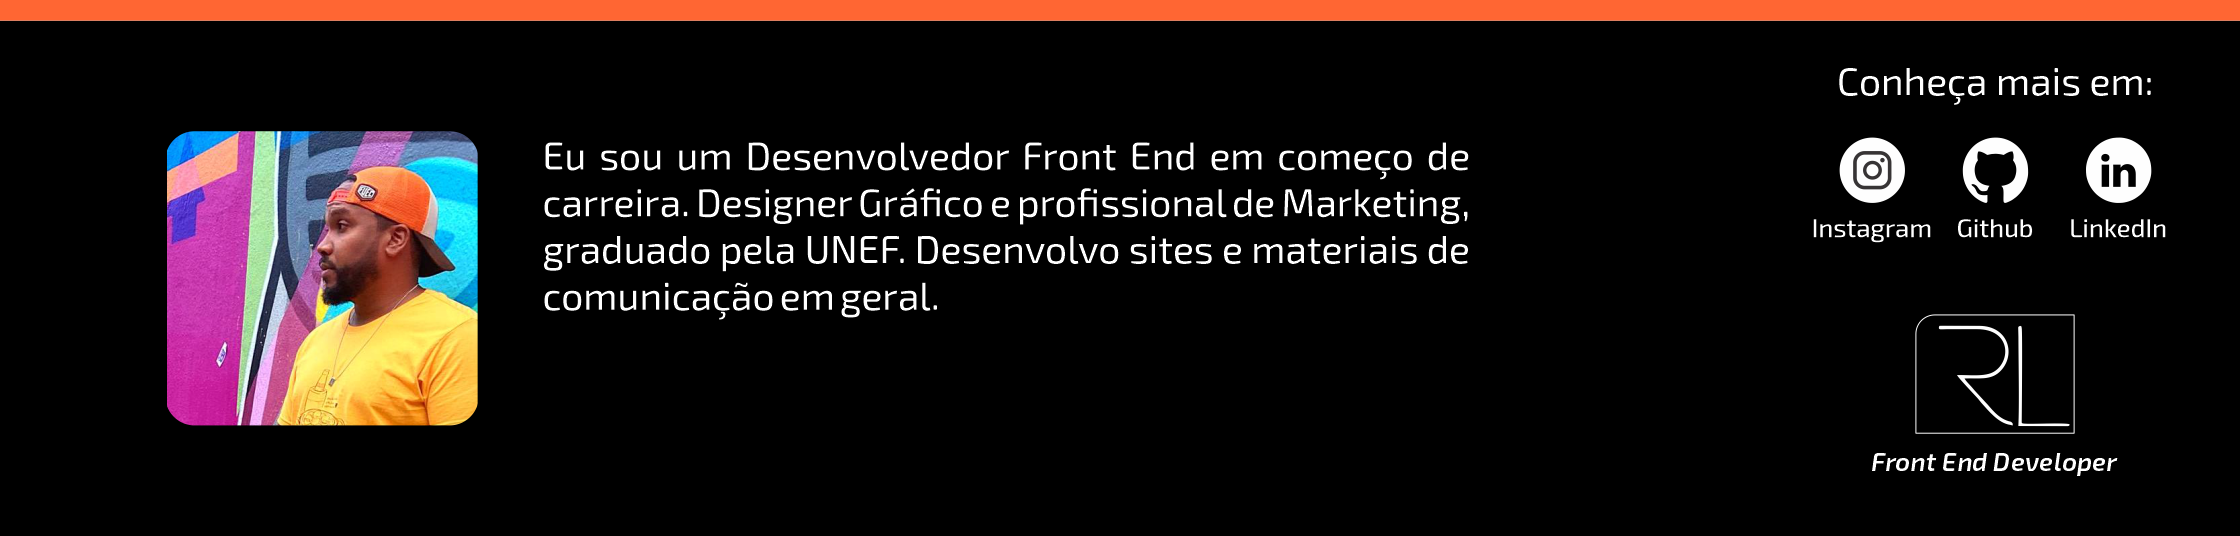 Conheça mais em:
Eu sou um Desenvolvedor Front End em começo de
carreira. Designer Gráfico e profissional de Marketing,
graduado pela UNEF. Desenvolvo sites e materiais de
comunicação em geral.
in
Instagram
Github
LinkedIn
RL
Front End Developer